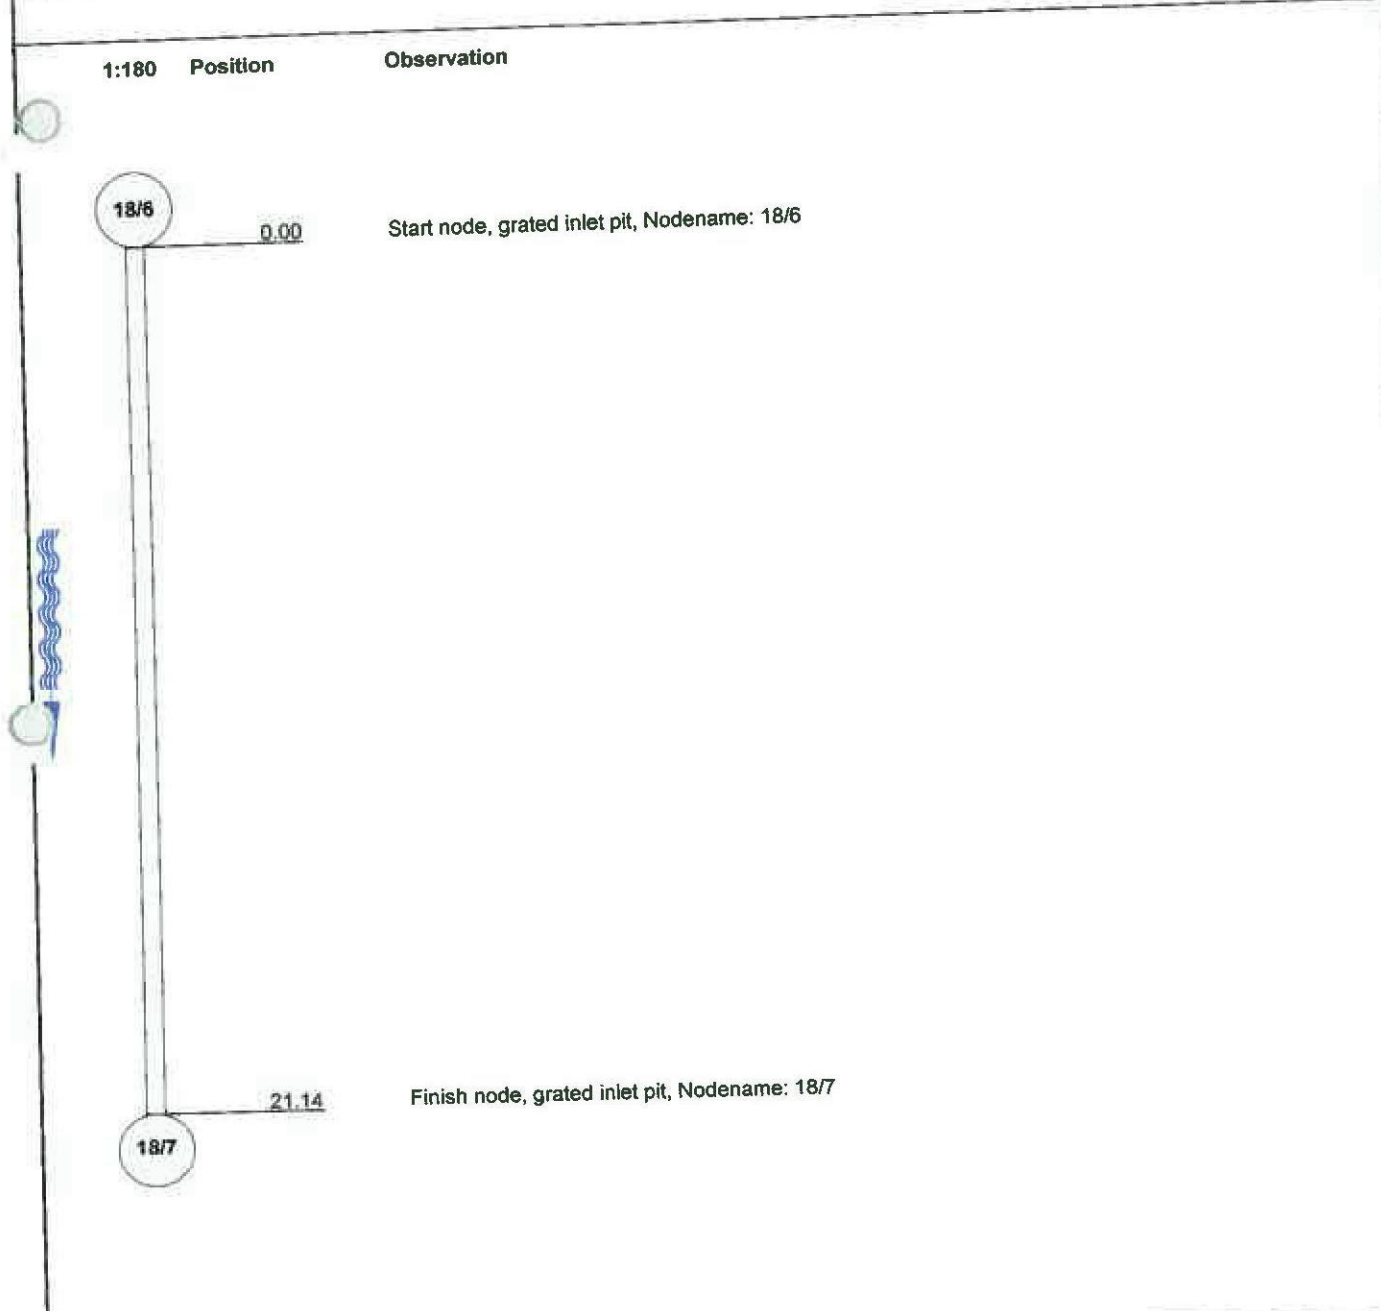 1:180 Position Observation
18/6
0.00 Start node, grated inlet pit, Nodename: 18/6
21.14 Finish node, grated inlet pit, Nodename: 18/7
18/7